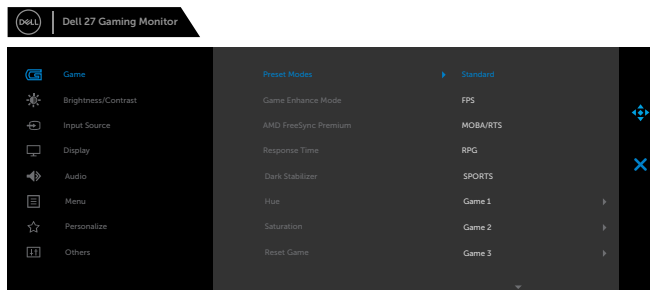 DELL
Dell 27 Gaming Monitor
Game
Preset Modes
Standard
Brightness/Contrast
Game Enhance Mode
FPS
Input Source
AMD FreeSync Premium
MOBA/RTS
Display
Response Time
RPG
Audio
Dark Stabilizer
SPORTS
Menu
Hue
Game 1
Personalize
Saturation
Game 2
Others
Reset Game
Game 3